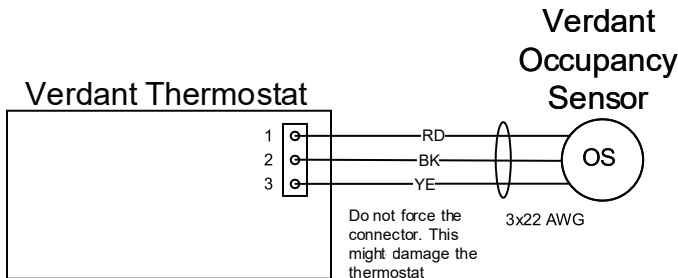 Verdant
Occupancy
Sensor
Verdant Thermostat
1
RD
2
BK
OS
3
YE
3x22 AWG
Do not force the
connector. This
might damage the
thermostat